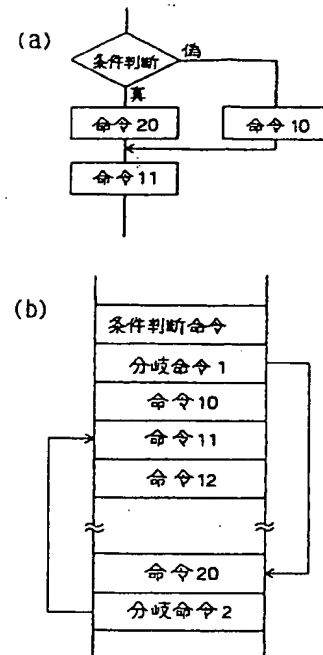 (a)
条件判断
偽
真
命令20
命令10
命令11
(b)
条件判断命令
分岐命令1
命令10
命令11
命令12
命令20
分岐命令2